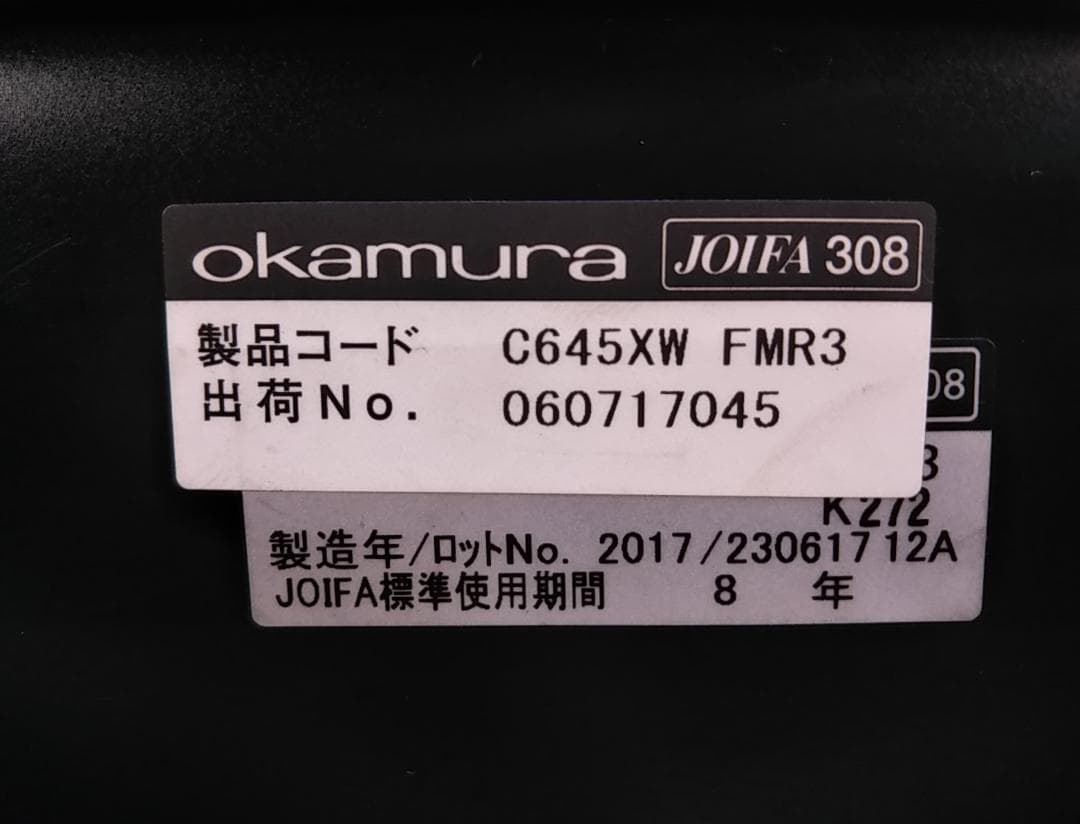 okamura JOIFA 308
製品コード C645XW FMR3
出荷No. 060717045
08
3
K272
製造年/ロットNo. 2017/23061712A
JOIFA標準使用期間 8 年